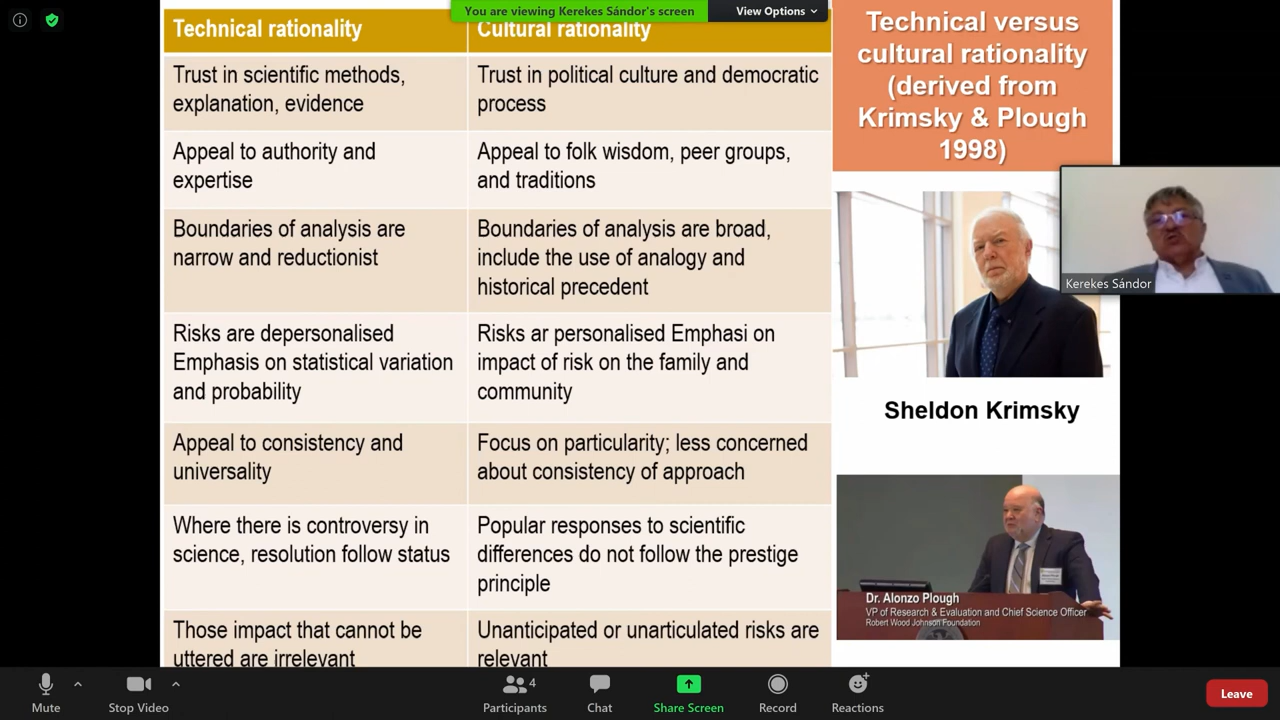 You are viewing Kerekes Sándor's screen
View Options
Technical rationality
Cultural rationality
Trust in scientific methods,
explanation, evidence
Trust in political culture and democratic
process
Appeal to authority and
expertise
Appeal to folk wisdom, peer groups,
and traditions
Boundaries of analysis are
narrow and reductionist
Boundaries of analysis are broad,
include the use of analogy and
historical precedent
Risks are depersonalised
Emphasis on statistical variation
and probability
Risks ar personalised Emphasi on
impact of risk on the family and
community
Appeal to consistency and
universality
Focus on particularity; less concerned
about consistency of approach
Where there is controversy in
science, resolution follow status
Popular responses to scientific
differences do not follow the prestige
principle
Those impact that cannot be
uttered are irrelevant
Unanticipated or unarticulated risks are
relevant
Technical versus
cultural rationality
(derived from
Krimsky & Plough
1998)
Kerekes Sándor
Sheldon Krimsky
Dr. Alonzo Plough
VP of Research & Evaluation and Chief Science Officer
Robert Wood Johnson Foundation
Mute
Stop Video
Participants
4
Chat
Share Screen
Record
Reactions
Leave